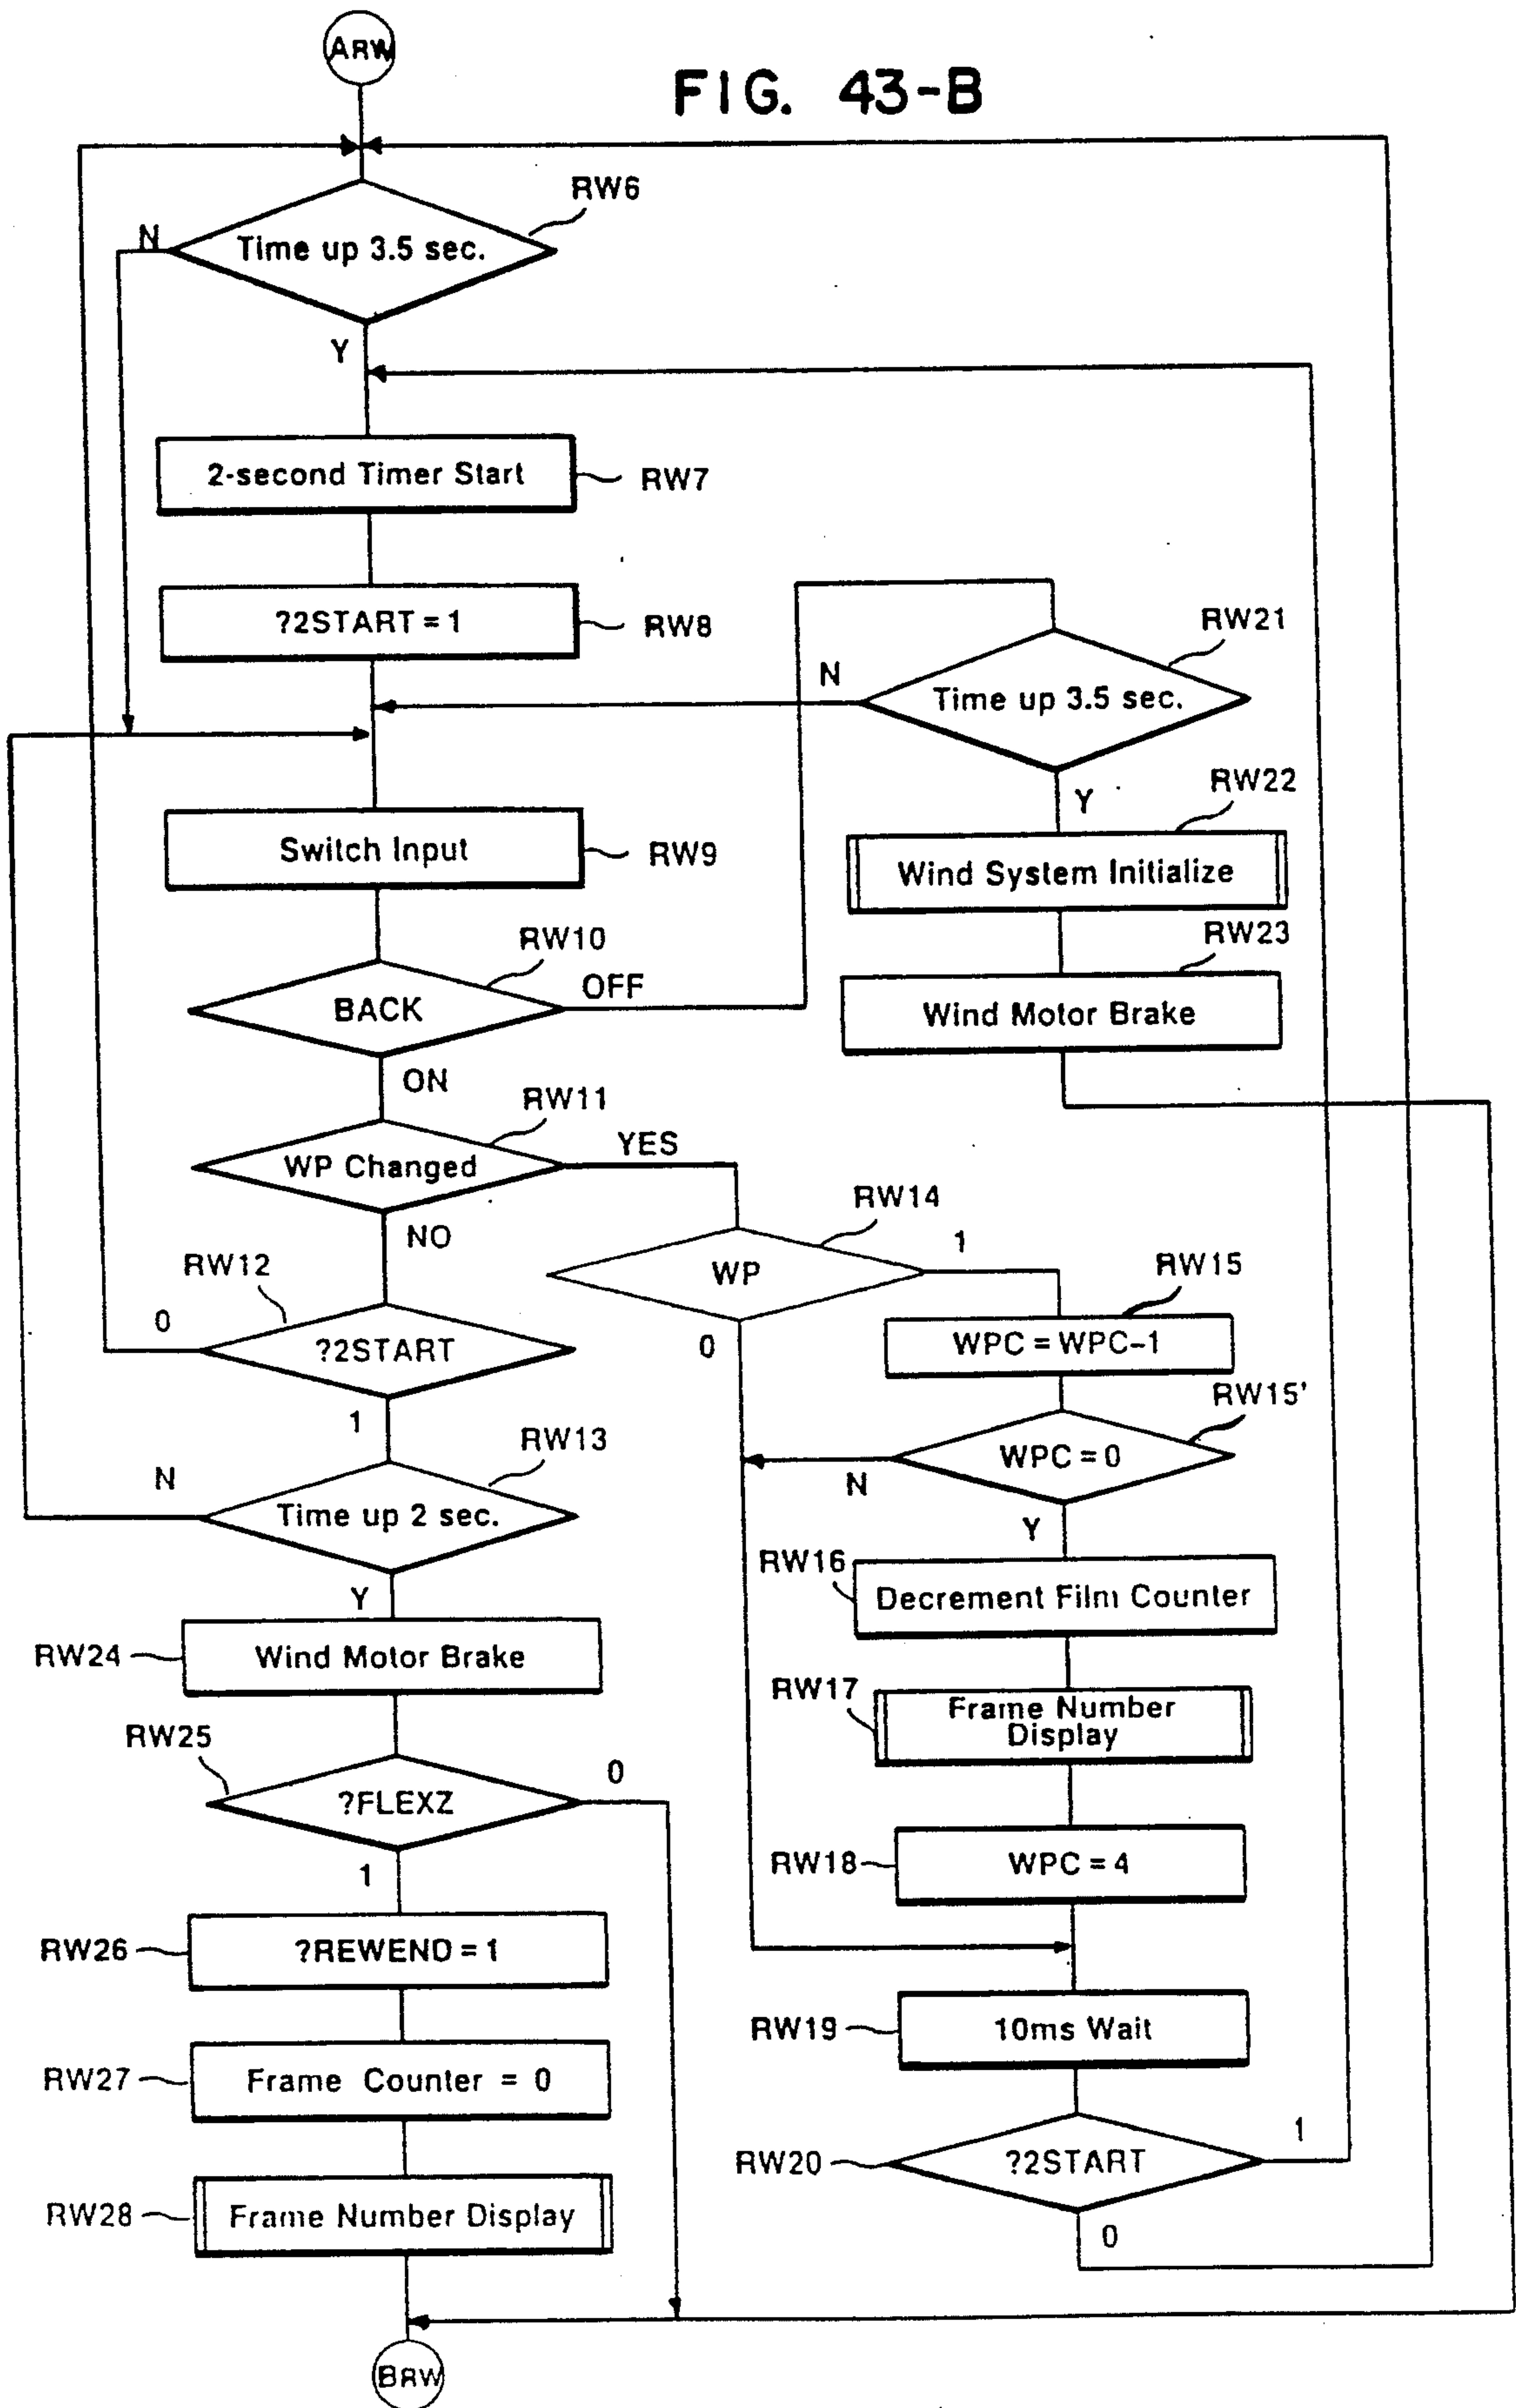 ARW
FIG. 43-B
RW6
N
Time up 3.5 sec.
Y
2-second Timer Start
RW7
?2START = 1
RW8
RW21
N
Time up 3.5 sec.
Y
RW22
Switch Input
RW9
Wind System Initialize
RW10
RW23
BACK
OFF
Wind Motor Brake
ON
RW11
YES
WP Changed
RW14
NO
1
RW12
WP
RW15
0
0
WPC = WPC-1
?2START
RW15'
1
RW13
WPC = 0
N
N
Time up 2 sec.
Y
RW16
Y
Decrement Film Counter
RW24
Wind Motor Brake
RW17
Frame Number
Display
RW25
0
?FLEXZ
RW18
WPC = 4
1
RW26
?REWEND = 1
RW19
10ms Wait
RW27
Frame Counter = 0
1
RW20
?2START
RW28
Frame Number Display
0
BRW